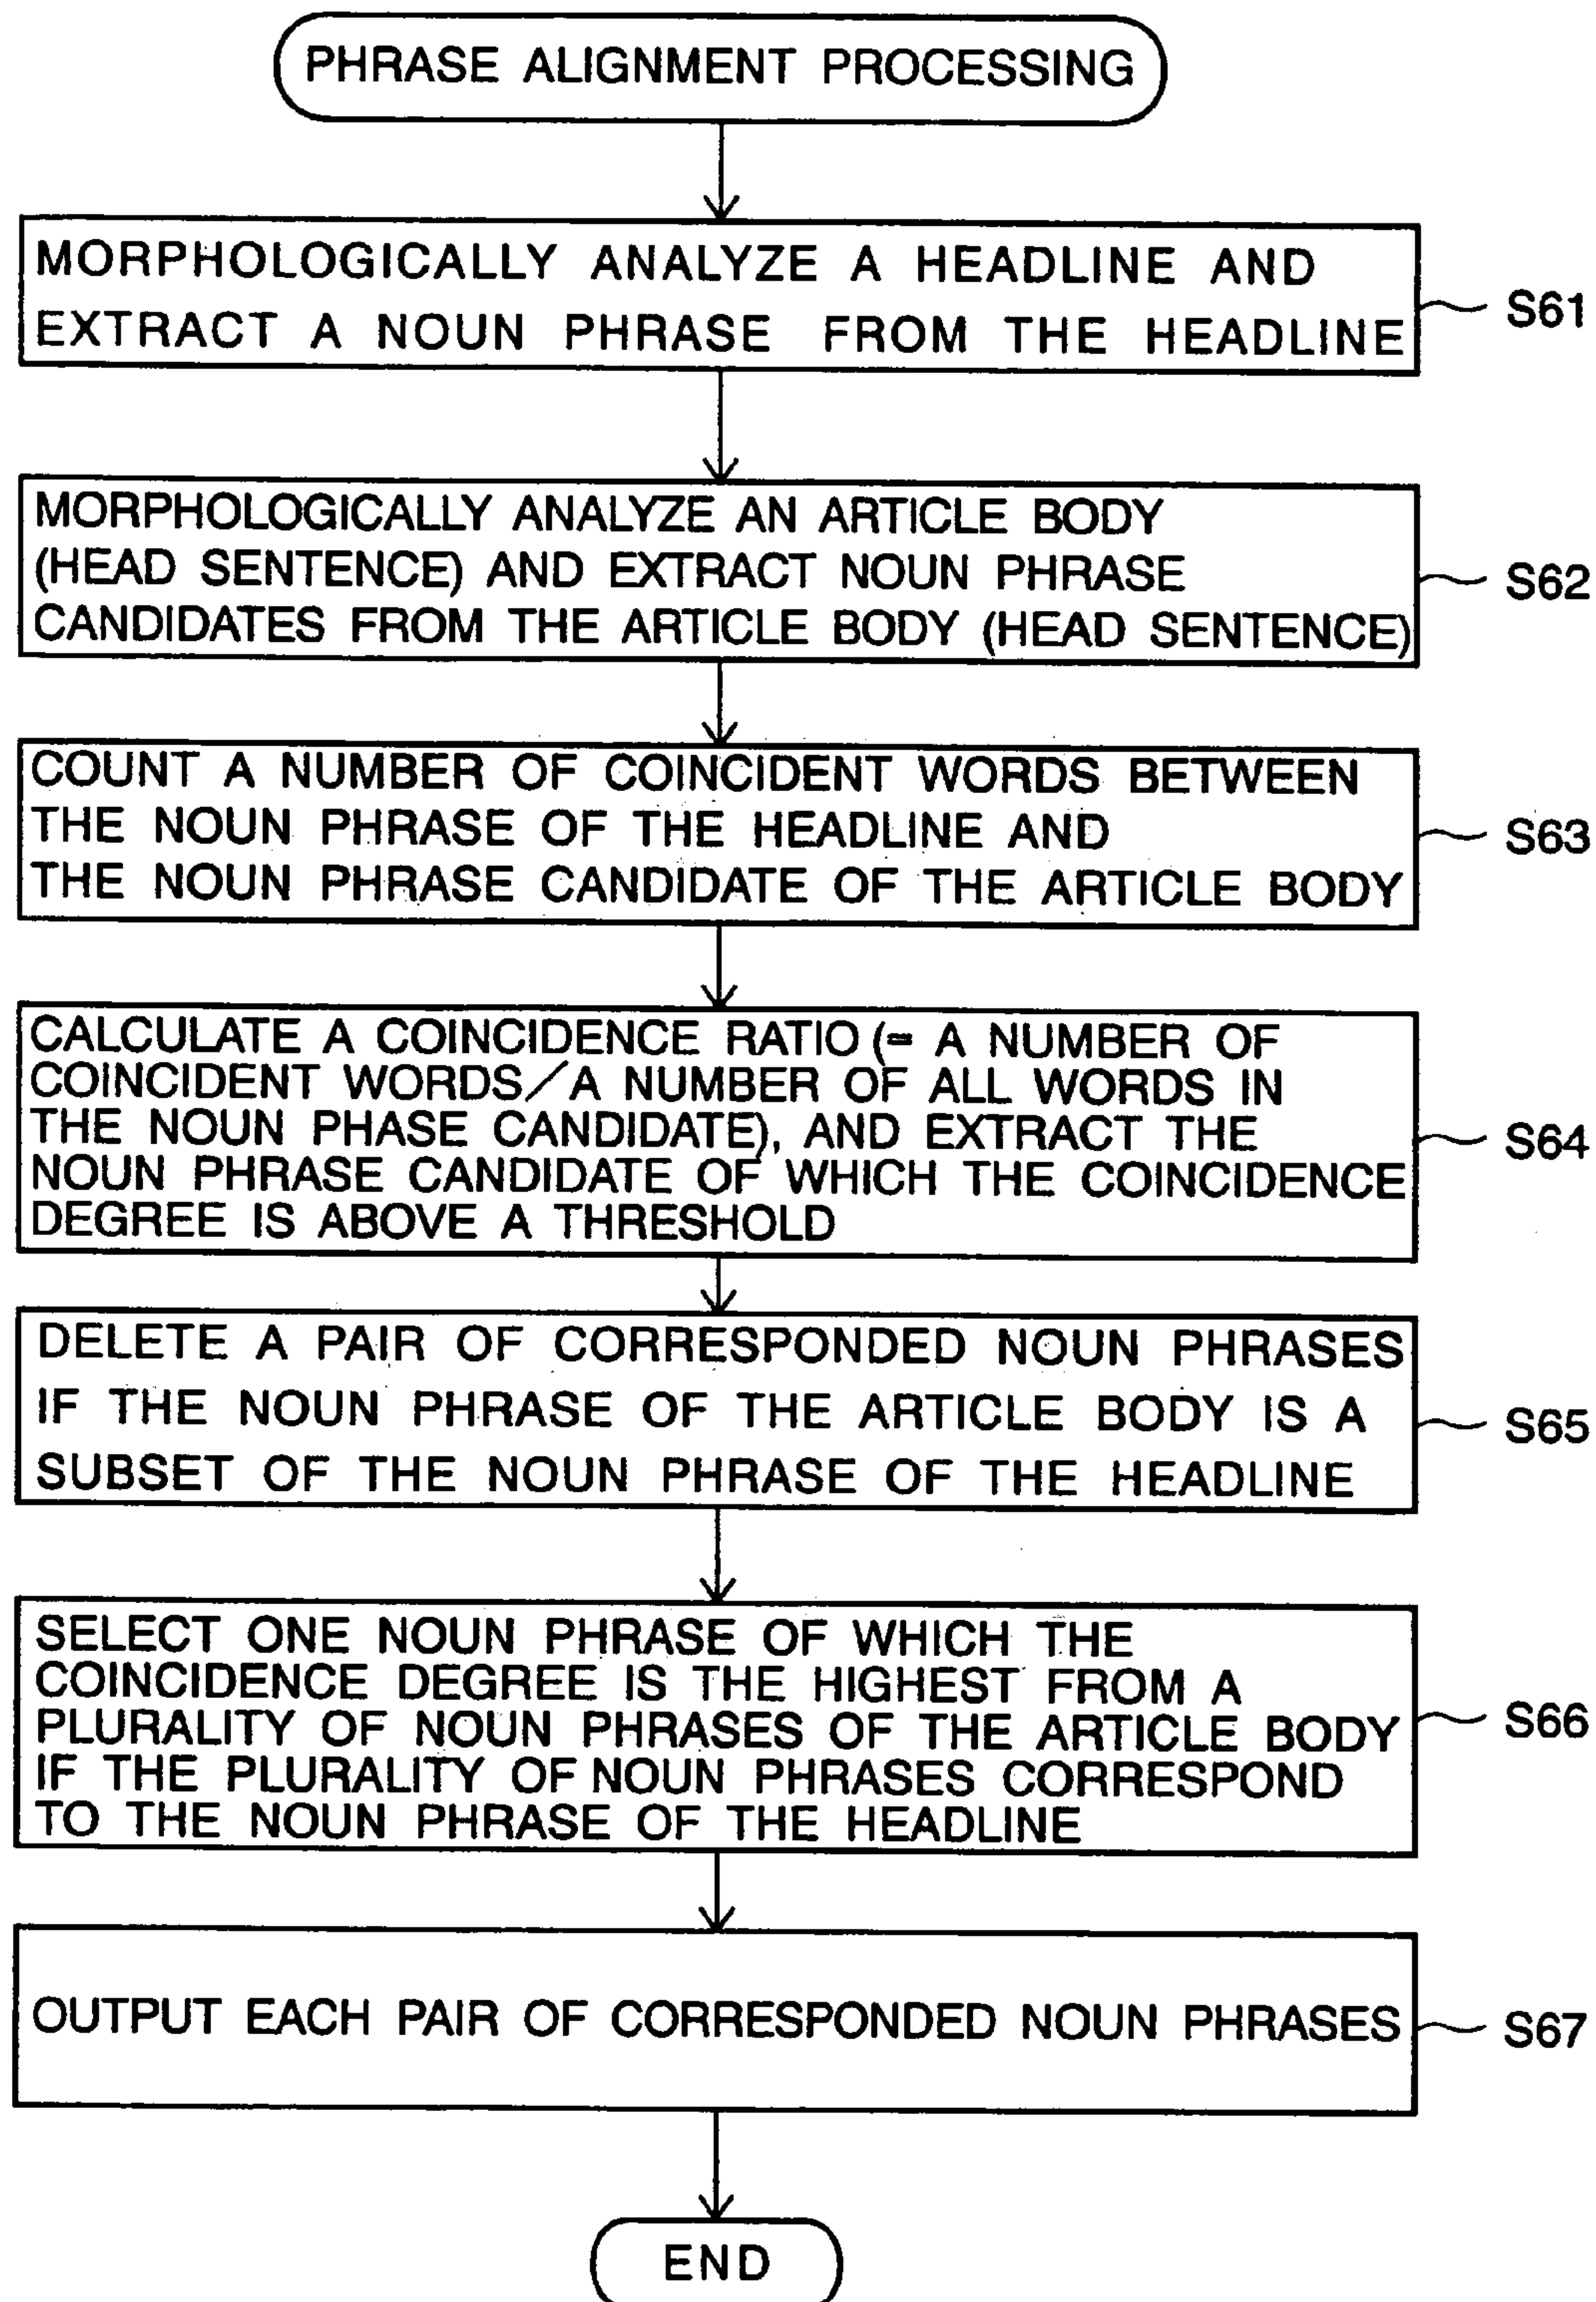 PHRASE ALIGNMENT PROCESSING
MORPHOLOGICALLY ANALYZE A HEADLINE AND
EXTRACT A NOUN PHRASE FROM THE HEADLINE
S61
MORPHOLOGICALLY ANALYZE AN ARTICLE BODY
(HEAD SENTENCE) AND EXTRACT NOUN PHRASE
CANDIDATES FROM THE ARTICLE BODY (HEAD SENTENCE)
S62
COUNT A NUMBER OF COINCIDENT WORDS BETWEEN
THE NOUN PHRASE OF THE HEADLINE AND
THE NOUN PHRASE CANDIDATE OF THE ARTICLE BODY
S63
CALCULATE A COINCIDENCE RATIO (= A NUMBER OF
COINCIDENT WORDS/A NUMBER OF ALL WORDS IN
THE NOUN PHASE CANDIDATE), AND EXTRACT THE
NOUN PHRASE CANDIDATE OF WHICH THE COINCIDENCE
DEGREE IS ABOVE A THRESHOLD
S64
DELETE A PAIR OF CORRESPONDED NOUN PHRASES
IF THE NOUN PHRASE OF THE ARTICLE BODY IS A
SUBSET OF THE NOUN PHRASE OF THE HEADLINE
S65
SELECT ONE NOUN PHRASE OF WHICH THE
COINCIDENCE DEGREE IS THE HIGHEST FROM A
PLURALITY OF NOUN PHRASES OF THE ARTICLE BODY
IF THE PLURALITY OF NOUN PHRASES CORRESPOND
TO THE NOUN PHRASE OF THE HEADLINE
S66
OUTPUT EACH PAIR OF CORRESPONDED NOUN PHRASES
S67
END